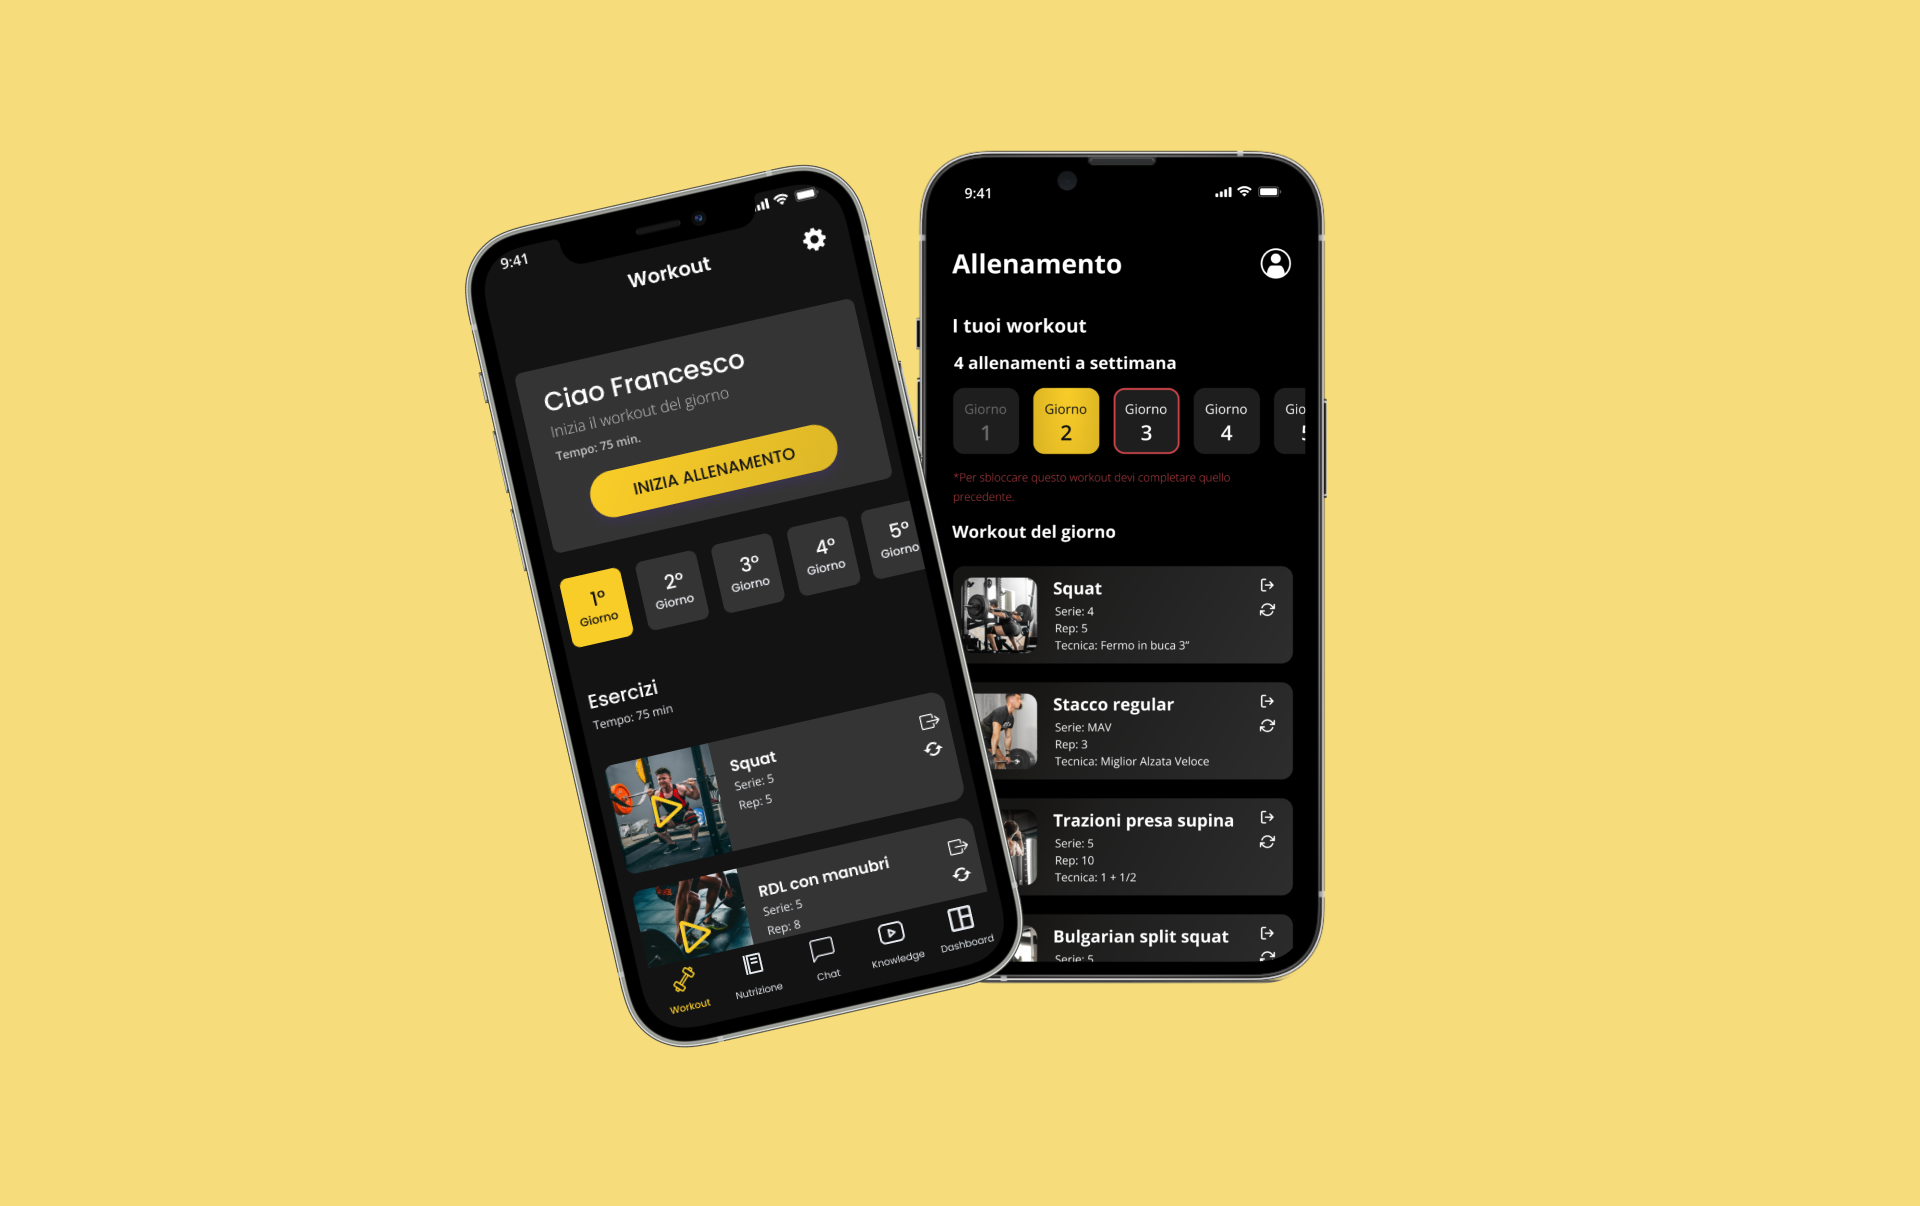 9:41
Workout
Ciao Francesco
Inizia il workout del giorno
Tempo: 75 min.
INIZIA ALLENAMENTO
1° Giorno
2° Giorno
3° Giorno
4° Giorno
5° Giorno
Esercizi
Tempo: 75 min
Squat
Serie: 5
Rep: 5
RDL con manubri
Serie: 5
Rep: 8
Workout
Nutrizione
Chat
Knowledge
Dashboard
9:41
Allenamento
I tuoi workout
4 allenamenti a settimana
Giorno 1
Giorno 2
Giorno 3
Giorno 4
Gio 5
*Per sbloccare questo workout devi completare quello
precedente.
Workout del giorno
Squat
Serie: 4
Rep: 5
Tecnica: Fermo in buca 3"
Stacco regular
Serie: MAV
Rep: 3
Tecnica: Miglior Alzata Veloce
Trazioni presa supina
Serie: 5
Rep: 10
Tecnica: 1 + 1/2
Bulgarian split squat
Serie: 5